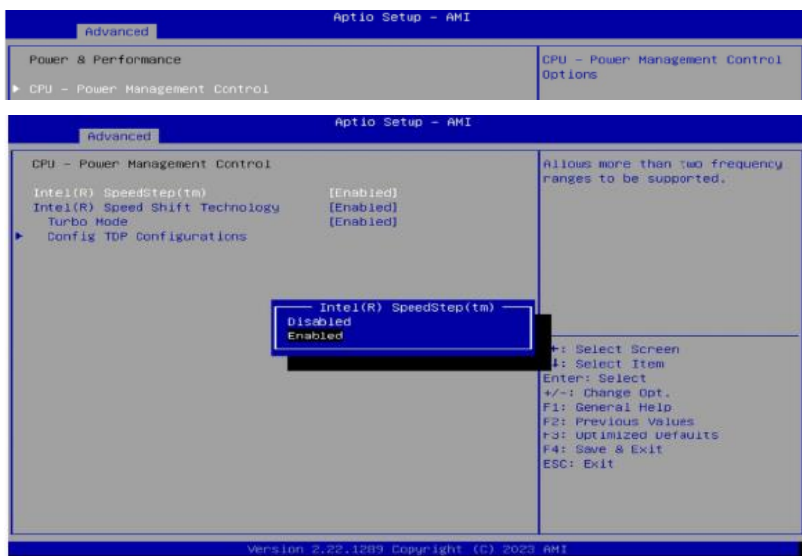 Aptio Setup – AMI
Advanced
Power & Performance
CPU – Power Management Control
CPU – Power Management Control
Options
Aptio Setup – AMI
Advanced
CPU – Power Management Control
Intel(R) SpeedStep(tm) [Enabled]
Intel(R) Speed Shift Technology [Enabled]
Turbo Mode [Enabled]
Config TDP Configurations
Allows more than two frequency
ranges to be supported.
Intel(R) SpeedStep(tm)
Disabled
Enabled
: Select Screen
: Select Item
Enter: Select
+/-: Change Opt.
F1: General Help
F2: Previous Values
F3: Optimized Defaults
F4: Save & Exit
ESC: Exit
Version 2.22.1289 Copyright (C) 2023 AMI